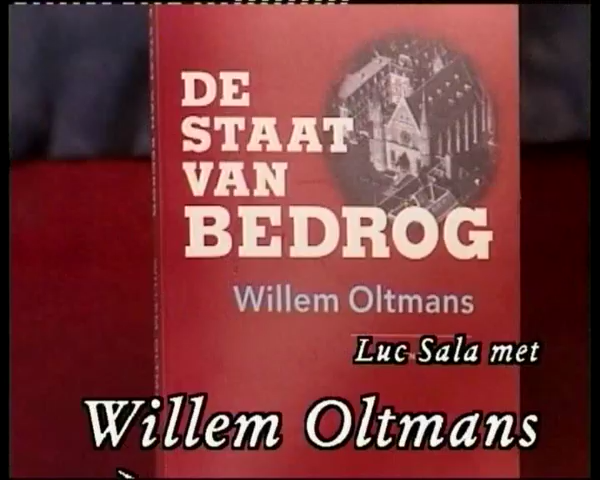 DE
STAAT
VAN
BEDROG
Willem Oltmans
Luc Sala met
Willem Oltmans